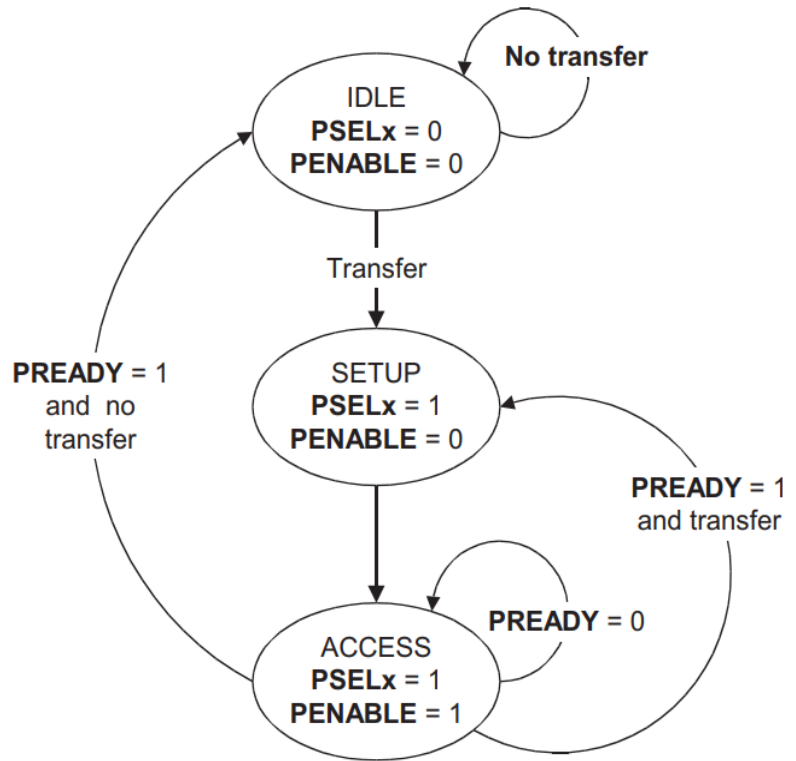 No transfer
IDLE
PSELx = 0
PENABLE = 0
Transfer
PREADY = 1
and no
transfer
SETUP
PSELx = 1
PENABLE = 0
PREADY = 1
and transfer
PREADY = 0
ACCESS
PSELx = 1
PENABLE = 1